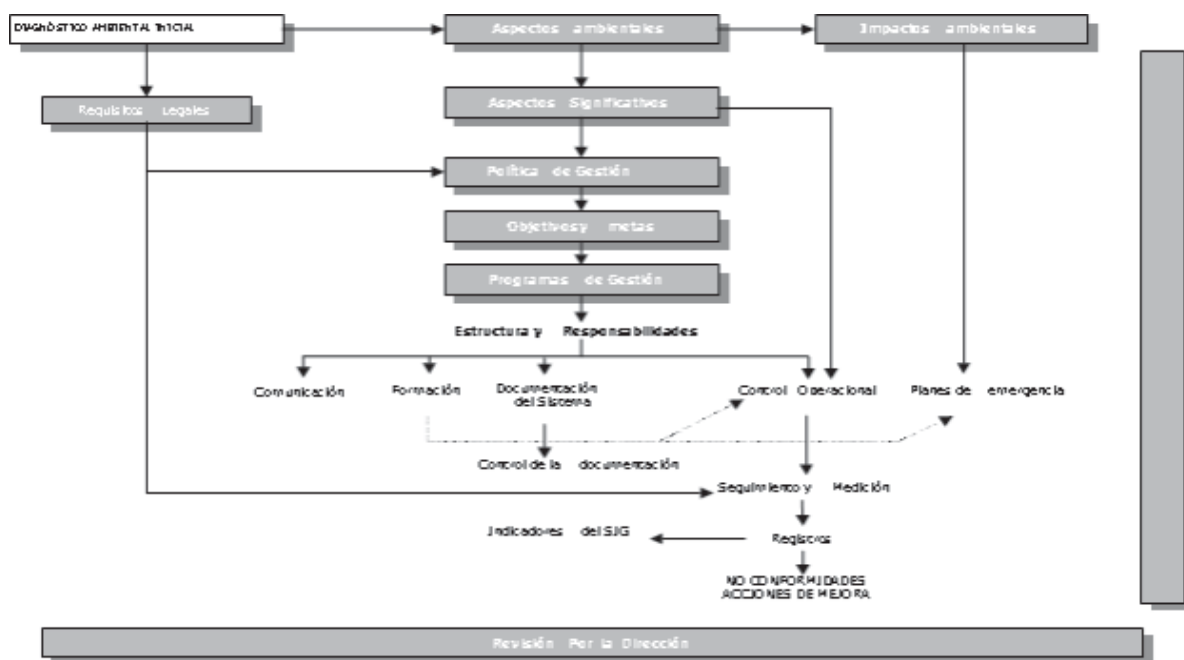 DIAGNÓSTICO AMBIENTAL INICIAL
Aspectos ambientales
Impactos ambientales
Requisitos Legales
Aspectos Significativos
Política de Gestión
Objetivos y metas
Programas de Gestión
Estructura y Responsabilidades
Comunicación
Formación
Documentación
del Sistema
Control Operacional
Planes de emergencia
Control de la documentación
Seguimiento y Medición
Indicadores del SIG
Registros
NO CONFORMIDADES
ACCIONES DE MEJORA
Revisión Por la Dirección